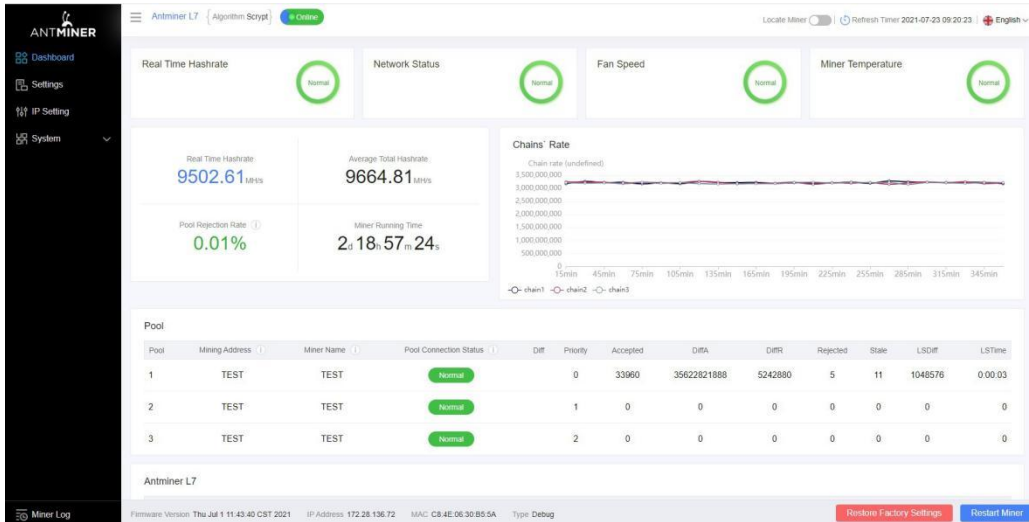 ANTMINER
Antminer L7 { Algorithm Scrypt } Online
Locate Miner Refresh Timer 2021-07-23 09:20:23 English
Dashboard
Settings
IP Setting
System
Miner Log
Real Time Hashrate Normal
Network Status Normal
Fan Speed Normal
Miner Temperature Normal
Real Time Hashrate
9502.61 MH/s
Average Total Hashrate
9664.81 MH/s
Pool Rejection Rate
0.01%
Miner Running Time
2d 18h 57m 24s
Chains` Rate
Chain rate (undefined)
3,500,000,000
3,000,000,000
2,500,000,000
2,000,000,000
1,500,000,000
1,000,000,000
500,000,000
0
15min 45min 75min 105min 135min 165min 195min 225min 255min 285min 315min 345min
chain1 chain2 chain3
Pool
Pool Mining Address Miner Name Pool Connection Status Diff Priority Accepted DiffA DiffR Rejected Stale LSDiff LSTime
1 TEST TEST Normal 0 33960 35622821888 5242880 5 11 1048576 0:00:03
2 TEST TEST Normal 1 0 0 0 0 0 0 0
3 TEST TEST Normal 2 0 0 0 0 0 0 0
Antminer L7
Firmware Version Thu Jul 1 11:43:40 CST 2021 IP Address 172.28.136.72 MAC C8:4E:06:30:B5:5A Type Debug
Restore Factory Settings Restart Miner